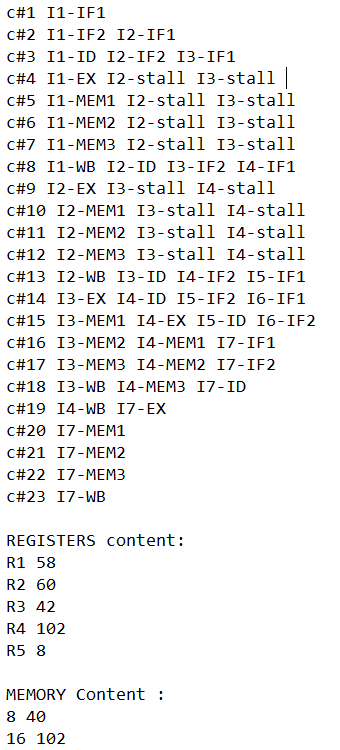 c#1 I1-IF1
c#2 I1-IF2 I2-IF1
c#3 I1-ID I2-IF2 I3-IF1
c#4 I1-EX I2-stall I3-stall
c#5 I1-MEM1 I2-stall I3-stall
c#6 I1-MEM2 I2-stall I3-stall
c#7 I1-MEM3 I2-stall I3-stall
c#8 I1-WB I2-ID I3-IF2 I4-IF1
c#9 I2-EX I3-stall I4-stall
c#10 I2-MEM1 I3-stall I4-stall
c#11 I2-MEM2 I3-stall I4-stall
c#12 I2-MEM3 I3-stall I4-stall
c#13 I2-WB I3-ID I4-IF2 I5-IF1
c#14 I3-EX I4-ID I5-IF2 I6-IF1
c#15 I3-MEM1 I4-EX I5-ID I6-IF2
c#16 I3-MEM2 I4-MEM1 I7-IF1
c#17 I3-MEM3 I4-MEM2 I7-IF2
c#18 I3-WB I4-MEM3 I7-ID
c#19 I4-WB I7-EX
c#20 I7-MEM1
c#21 I7-MEM2
c#22 I7-MEM3
c#23 I7-WB
REGISTERS content:
R1 58
R2 60
R3 42
R4 102
R5 8
MEMORY Content :
8 40
16 102